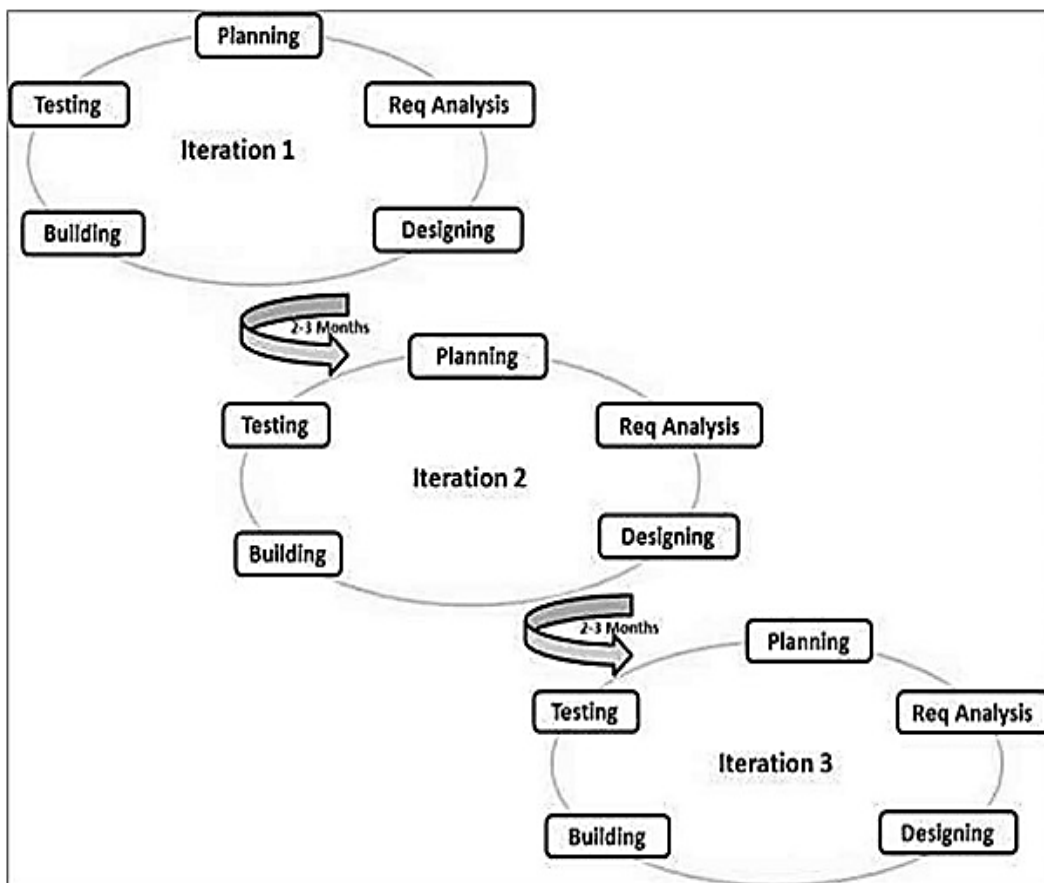 Planning
Testing
Req Analysis
Iteration 1
Building
Designing
2-3 Months
Planning
Testing
Req Analysis
Iteration 2
Building
Designing
2-3 Months
Planning
Testing
Req Analysis
Iteration 3
Building
Designing